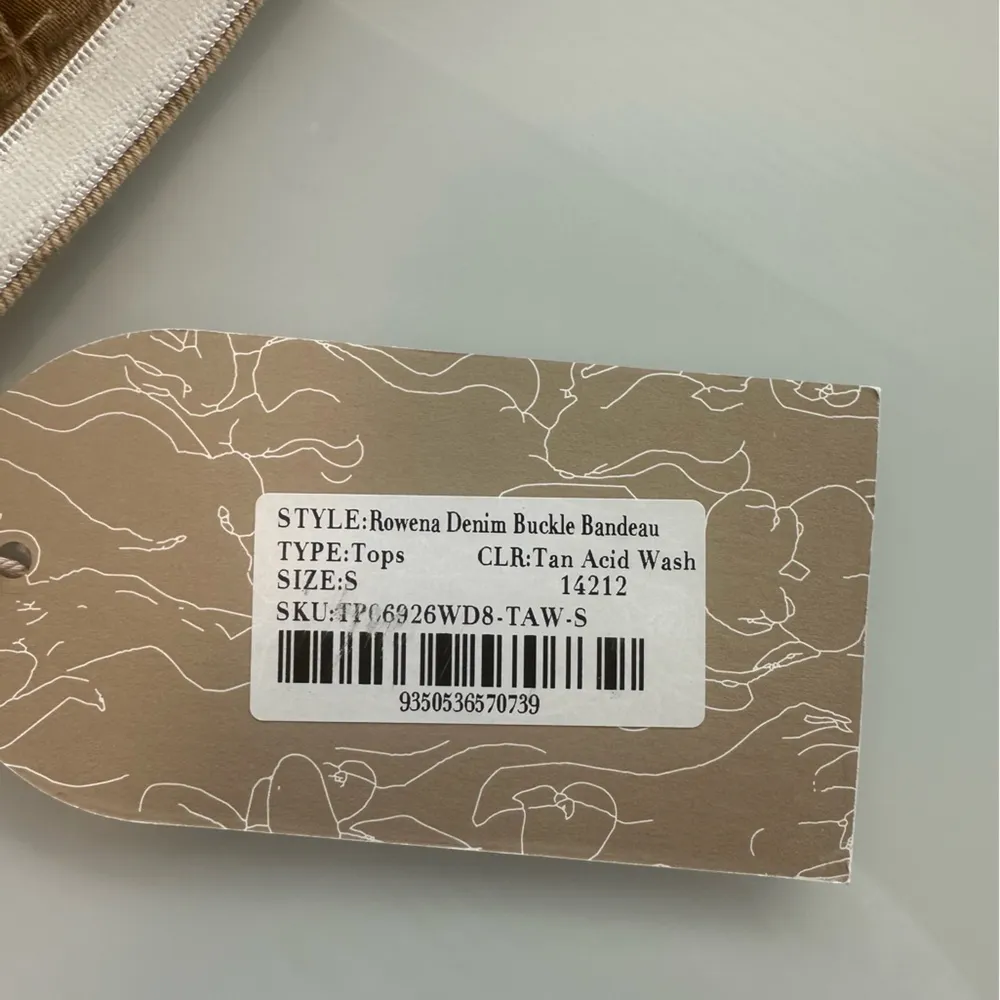 STYLE:Rowena Denim Buckle Bandeau
TYPE:Tops CLR:Tan Acid Wash
SIZE:S 14212
SKU:TP06926WD8-TAW-S
9350536570739